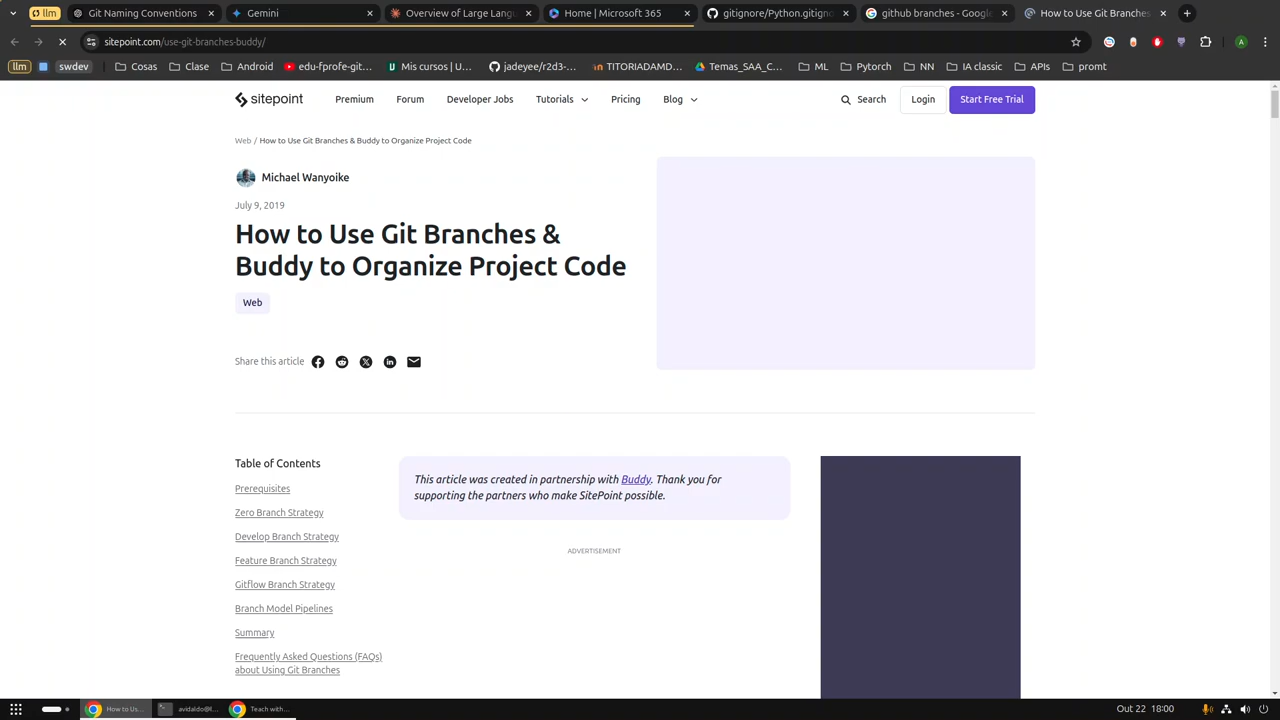 llm
Git Naming Conventions
Gemini
Overview of Large Langu
Home | Microsoft 365
gitignore/Python.gitigno
github branches - Google
How to Use Git Branches
sitepoint.com/use-git-branches-buddy/
llm
swdev
Cosas
Clase
Android
eu-fprofe-git-...
Mis cursos | U...
jadeyee/r2d3-...
TITORIADAMD...
Temas_SAA_C...
ML
Pytorch
NN
IA classic
APIs
promt
sitepoint
Premium
Forum
Developer Jobs
Tutorials
Pricing
Blog
Search
Login
Start Free Trial
Web / How to Use Git Branches & Buddy to Organize Project Code
Michael Wanyoike
July 9, 2019
How to Use Git Branches &
Buddy to Organize Project Code
Web
Share this article
Table of Contents
Prerequisites
Zero Branch Strategy
Develop Branch Strategy
Feature Branch Strategy
Gitflow Branch Strategy
Branch Model Pipelines
Summary
Frequently Asked Questions (FAQs)
about Using Git Branches
This article was created in partnership with Buddy. Thank you for
supporting the partners who make SitePoint possible.
ADVERTISEMENT
How to Us...
avidaldo@l...
Teach with...
Out 22 18:00